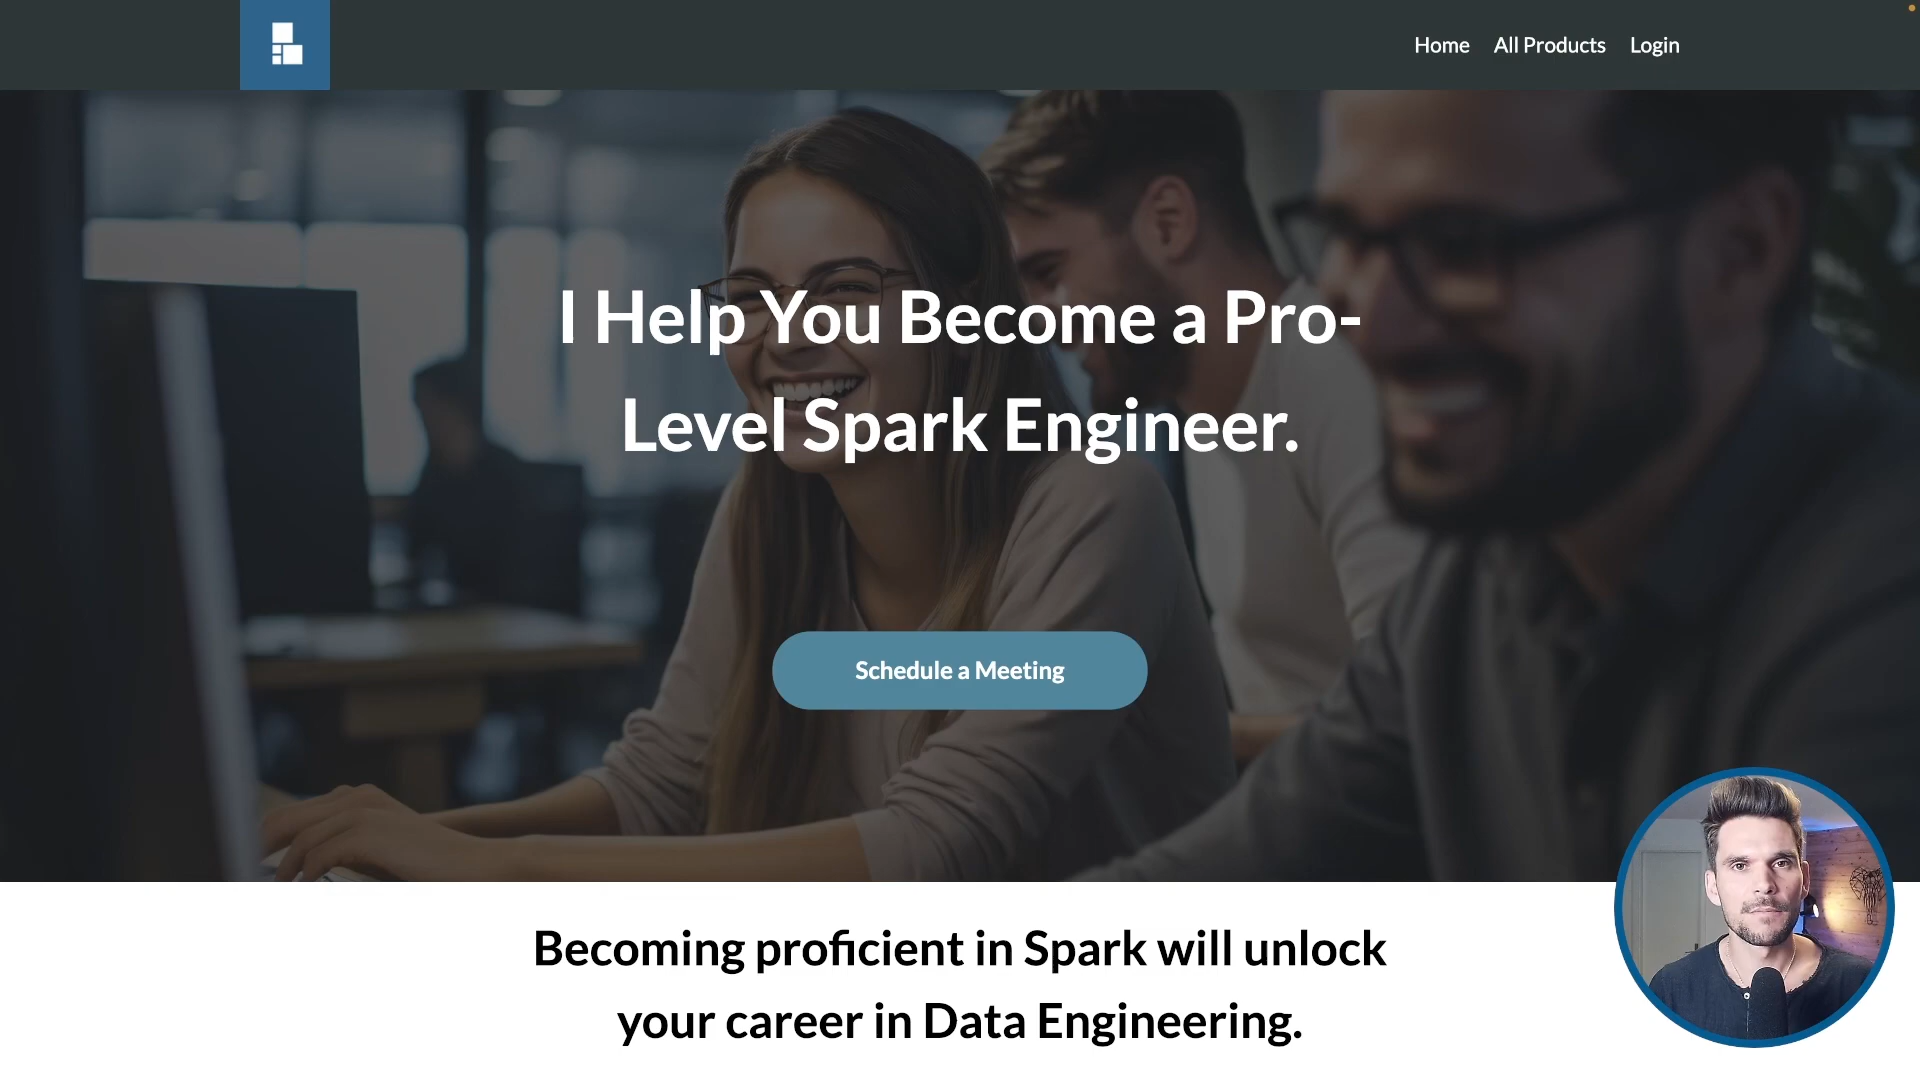 Home All Products Login
I Help You Become a Pro-
Level Spark Engineer.
Schedule a Meeting
Becoming proficient in Spark will unlock
your career in Data Engineering.